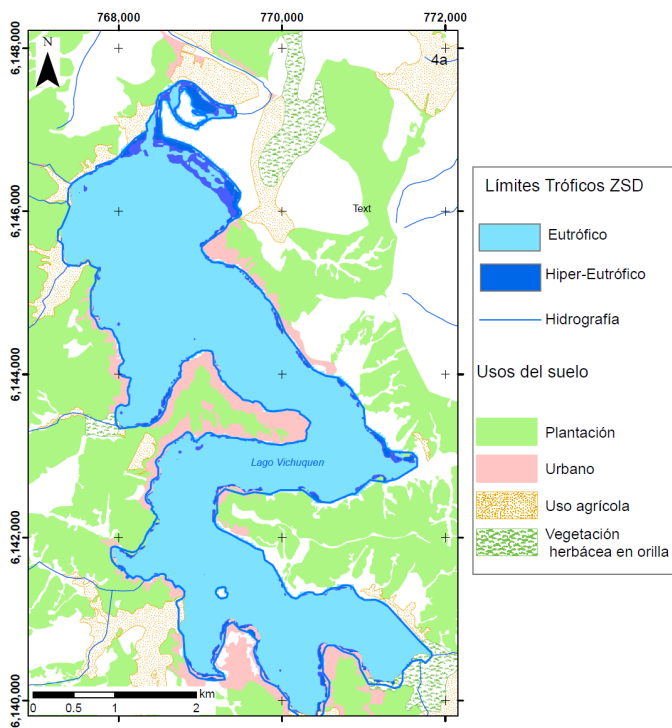 768,000
770,000
772,000
6,148,000
6,146,000
6,144,000
6,142,000
6,140,000
N
4a
Text
Lago Vichuquen
0
0.5
1
2
km
Límites Tróficos ZSD
Eutrófico
Hiper-Eutrófico
Hidrografía
Usos del suelo
Plantación
Urbano
Uso agrícola
Vegetación
herbácea en orilla